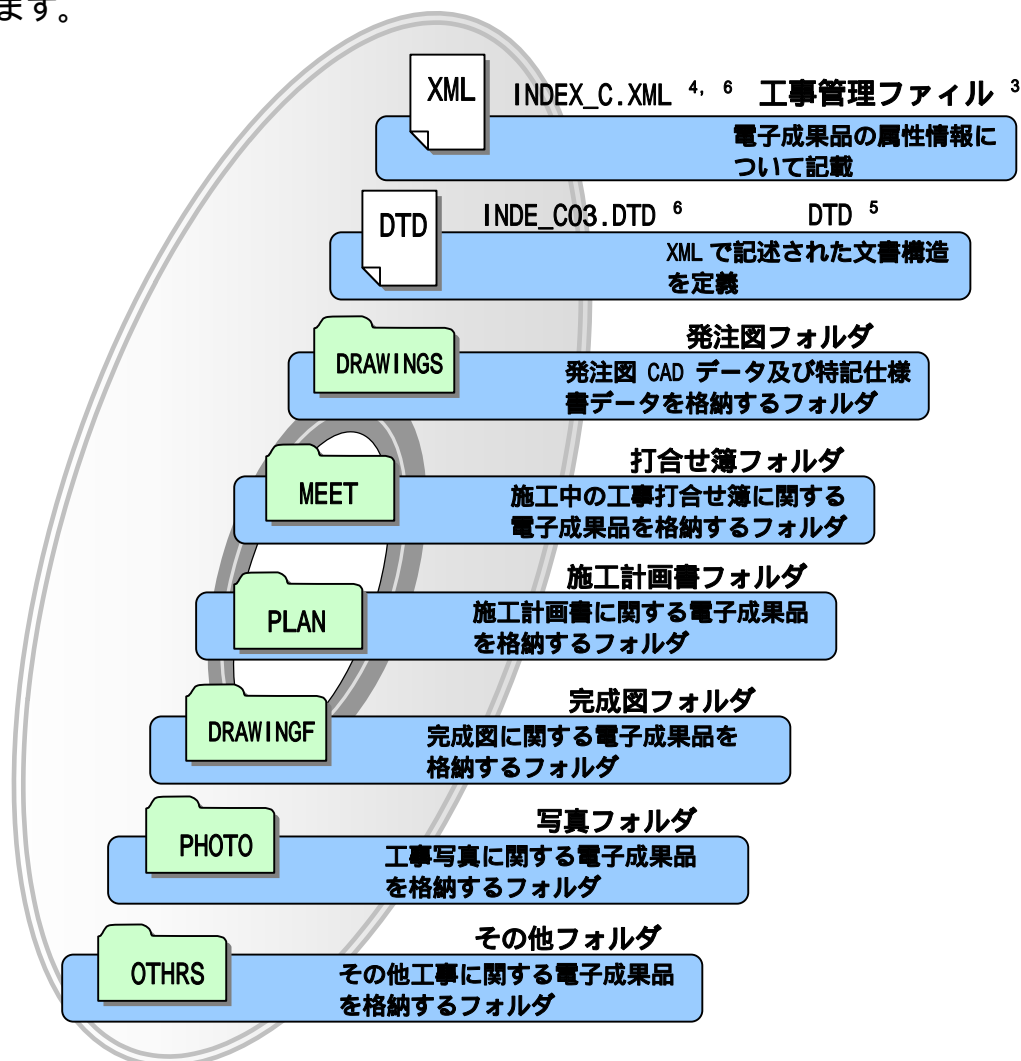 ます。
XML INDEX_C.XML 4, 6 工事管理ファィル 3
電子成果品の属性情報に
ついて記載
DTD INDE_C03.DTD 6 DTD 5
XML で記述された文書構造
を定義
発注図フォルダ
DRAWINGS
発注図 CAD データ及び特記仕様
書データを格納するフォルダ
打合せ簿フォルダ
MEET
施工中の工事打合せ簿に関する
電子成果品を格納するフォルダ
施工計画書フォルダ
PLAN
施工計画書に関する電子成果品
を格納するフォルダ
完成図フォルダ
DRAWINGF
完成図に関する電子成果品を
格納するフォルダ
写真フォルダ
PHOTO
工事写真に関する電子成果品
を格納するフォルダ
その他フォルダ
OTHRS
その他工事に関する電子成果品
を格納するフォルダ